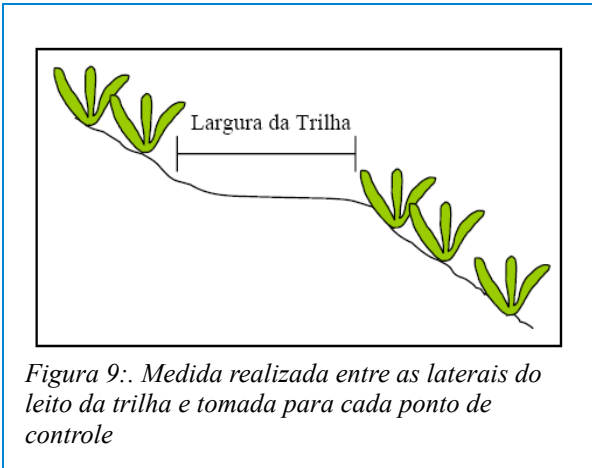 Largura da Trilha
Figura 9:. Medida realizada entre as laterais do
leito da trilha e tomada para cada ponto de
controle